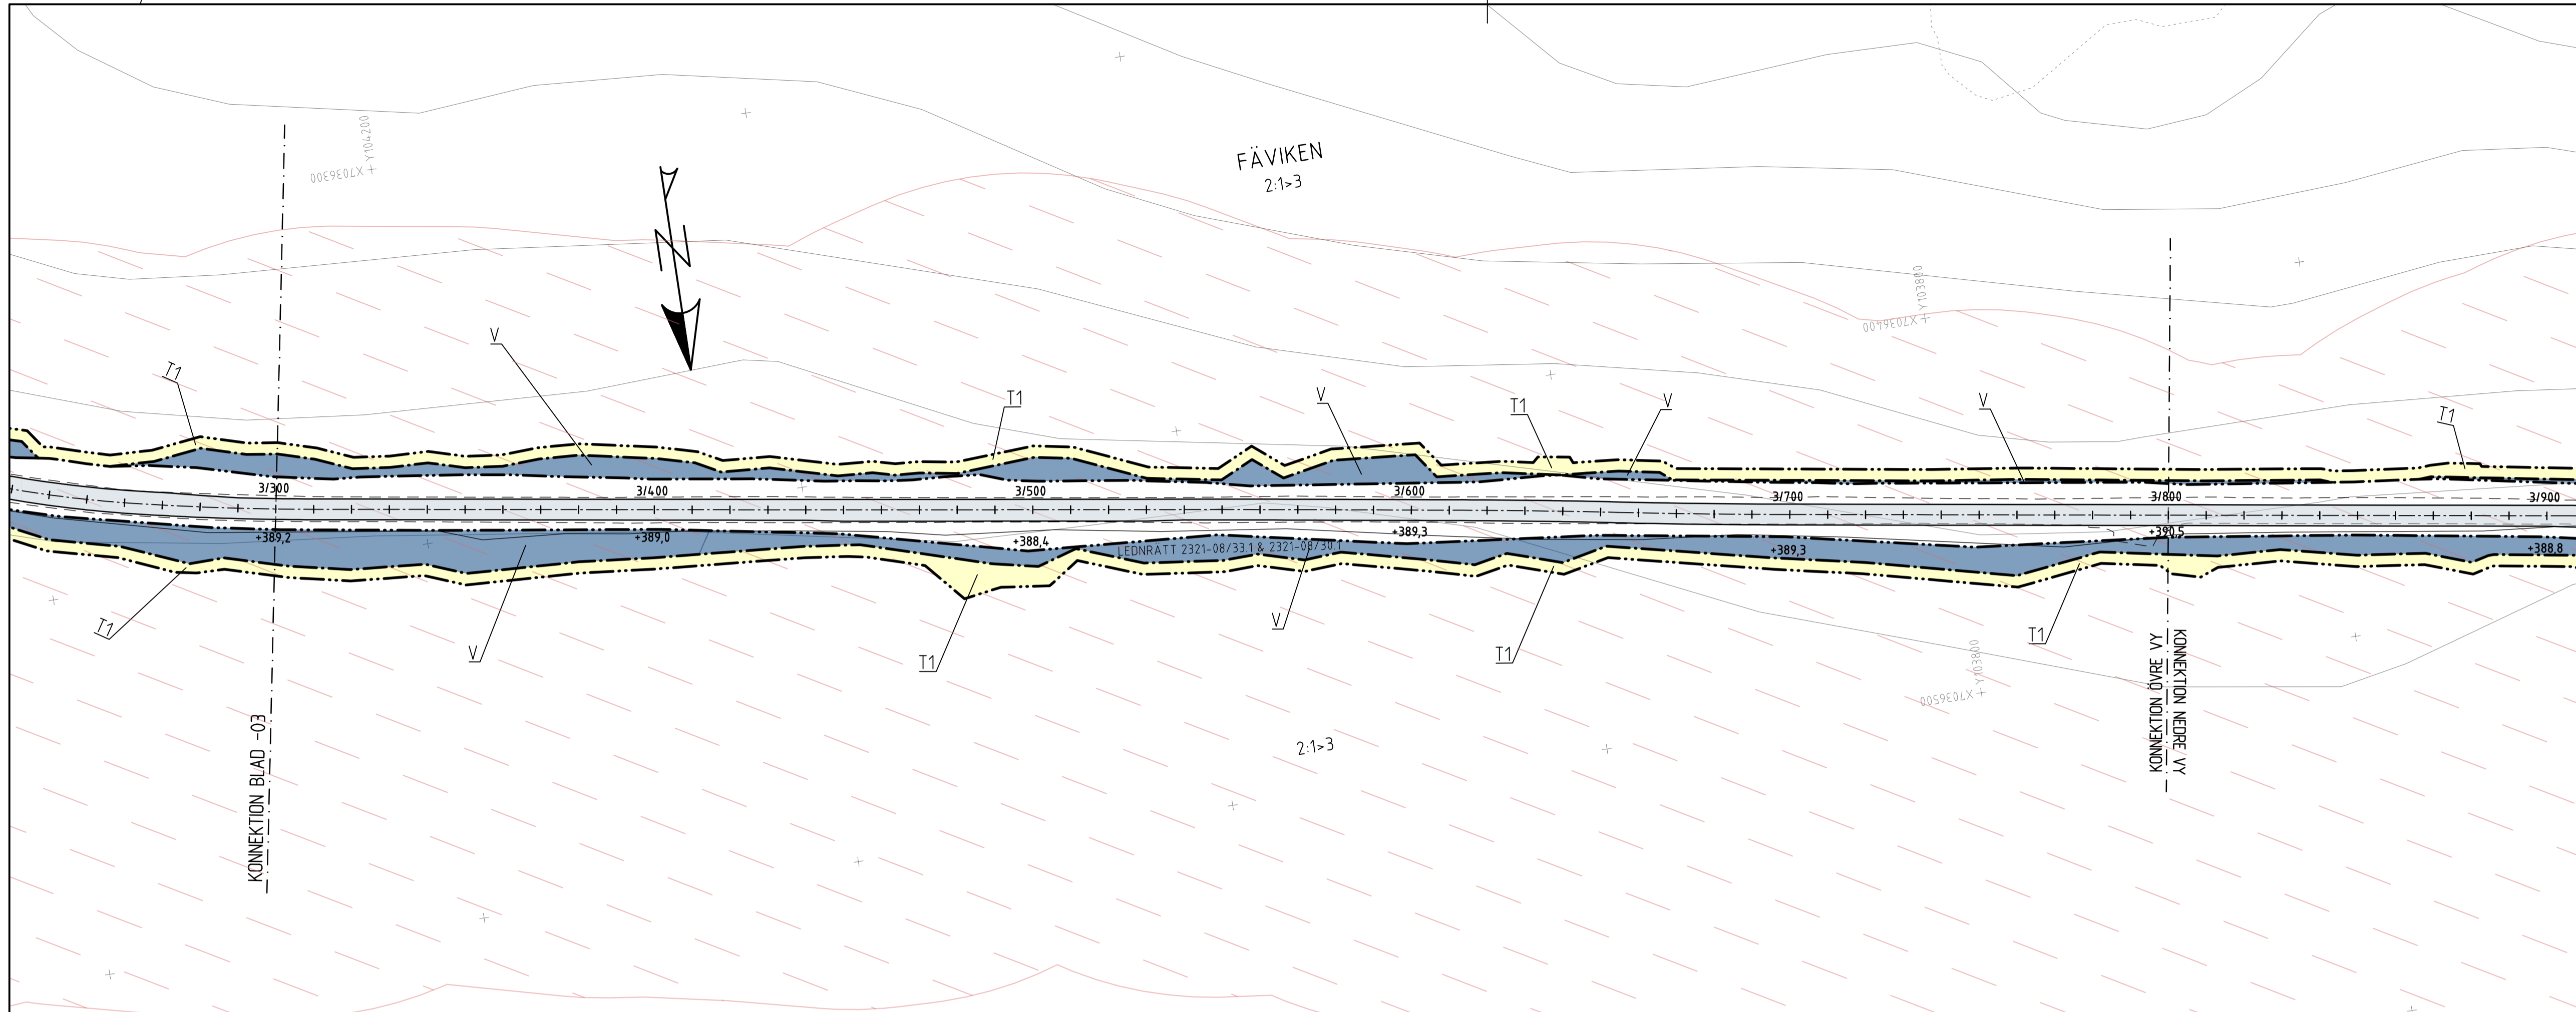 Y104200
X7036300
FÄVIKEN
2:1>3
Y103800
X7036400
V
T1
T1
V
T1
V
V
T1
3/300
3/400
3/500
3/600
3/700
3/800
3/900
+389,2
+389,0
+388,4
+389,3
+389,3
+390,5
+388,8
LEDNRATT 2321-08/33.1 & 2321-08/30.1
T1
V
T1
V
T1
T1
Y103800
X7036500
KONNEKTION BLAD -03
KONNEKTION ÖVRE VY
KONNEKTION NEDRE VY
2:1>3
N